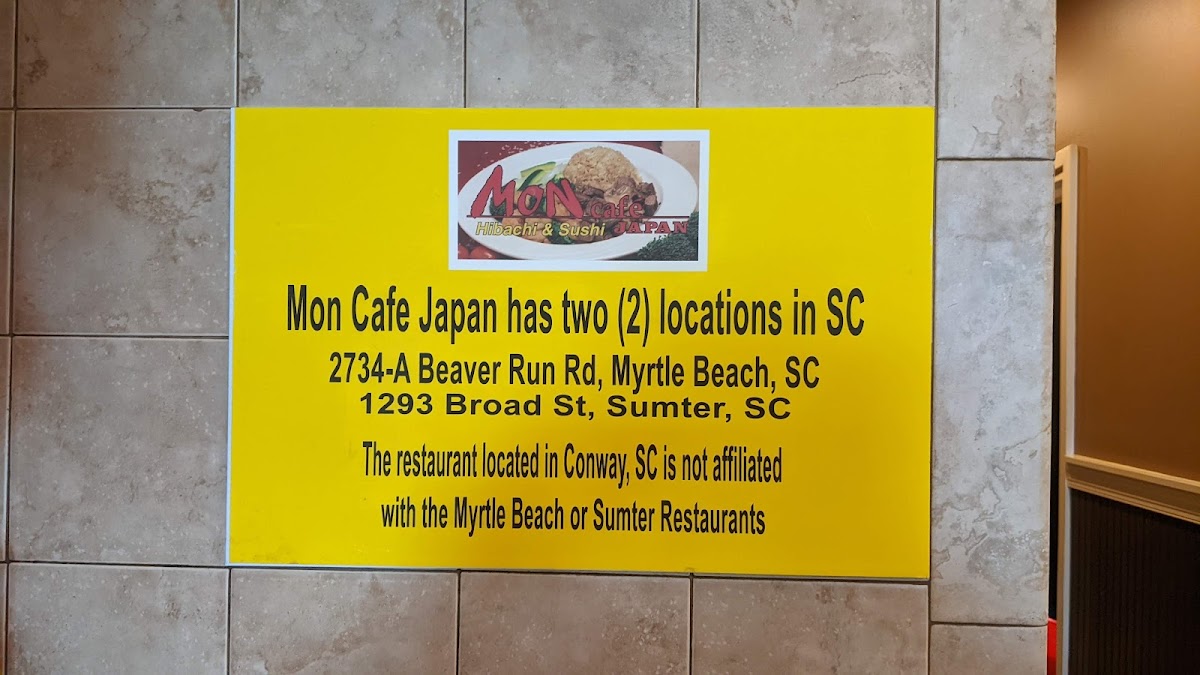 MON cafe
Hibachi & Sushi JAPAN
Mon Cafe Japan has two (2) locations in SC
2734-A Beaver Run Rd, Myrtle Beach, SC
1293 Broad St, Sumter, SC
The restaurant located in Conway, SC is not affiliated
with the Myrtle Beach or Sumter Restaurants